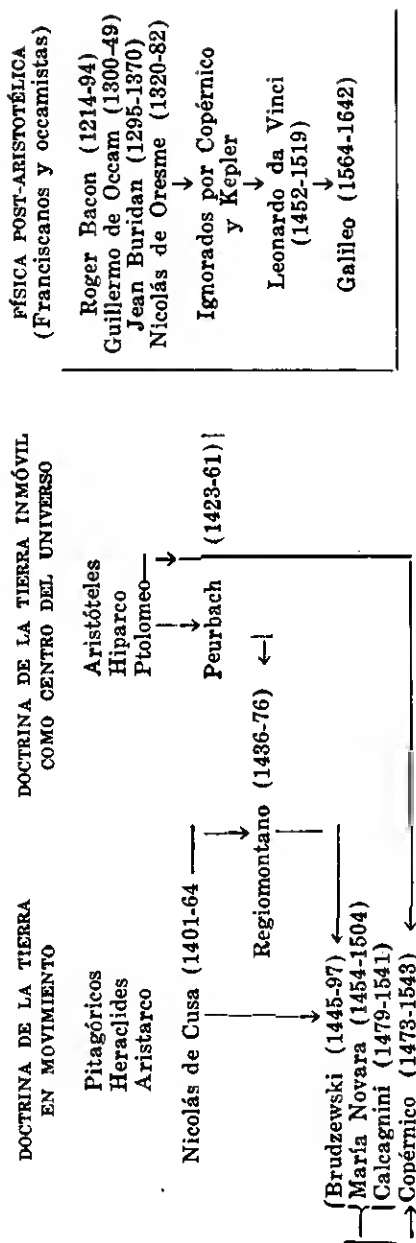 DOCTRINA DE LA TIERRA
EN MOVIMIENTO
Pitagóricos
Heraclides
Aristarco
Nicolás de Cusa (1401-64
Regiomontano (1436-76)
Brudzewski (1445-97)
María Novara (1454-1504)
Calcagnini (1479-1541)
Copérnico (1473-1543)
DOCTRINA DE LA TIERRA INMÓVIL
COMO CENTRO DEL UNIVERSO
Aristóteles
Hiparco
Ptolomeo
Peurbach (1423-61)
FÍSICA POST-ARISTOTÉLICA
(Franciscanos y occamistas)
Roger Bacon (1214-94)
Guillermo de Occam (1300-49)
Jean Buridan (1295-1370)
Nicolás de Oresme (1320-82)
Ignorados por Copérnico
y Kepler
Leonardo da Vinci
(1452-1519)
Galileo (1564-1642)